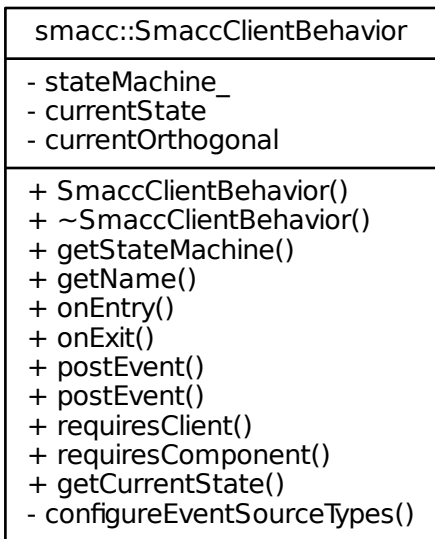 smacc::SmaccClientBehavior
- stateMachine_
- currentState
- currentOrthogonal
+ SmaccClientBehavior()
+ ~SmaccClientBehavior()
+ getStateMachine()
+ getName()
+ onEntry()
+ onExit()
+ postEvent()
+ postEvent()
+ requiresClient()
+ requiresComponent()
+ getCurrentState()
- configureEventSourceTypes()